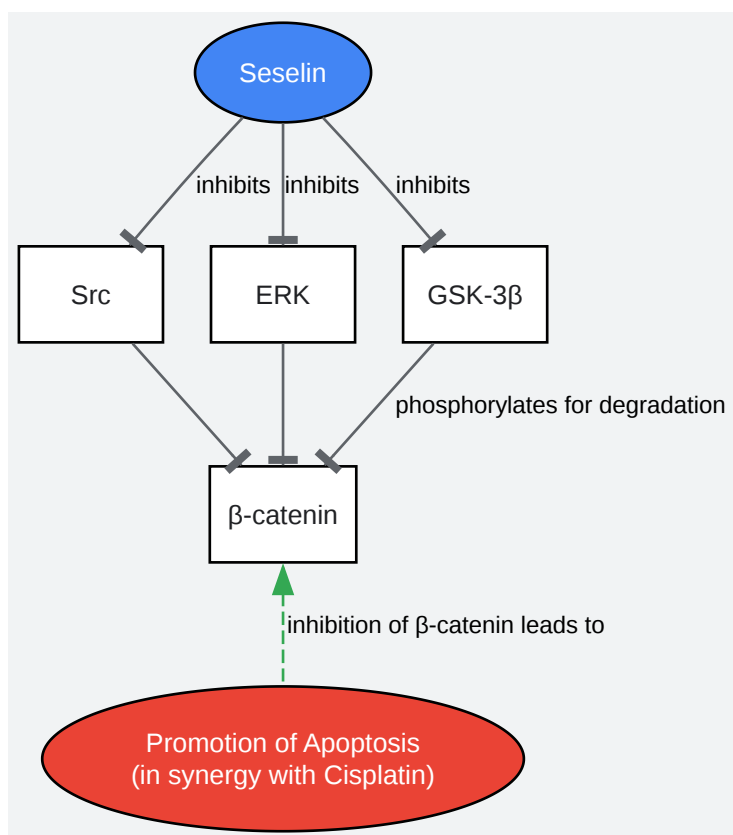 Seselin
inhibits inhibits inhibits
Src ERK GSK-3β
phosphorylates for degradation
β-catenin
inhibition of β-catenin leads to
Promotion of Apoptosis
(in synergy with Cisplatin)